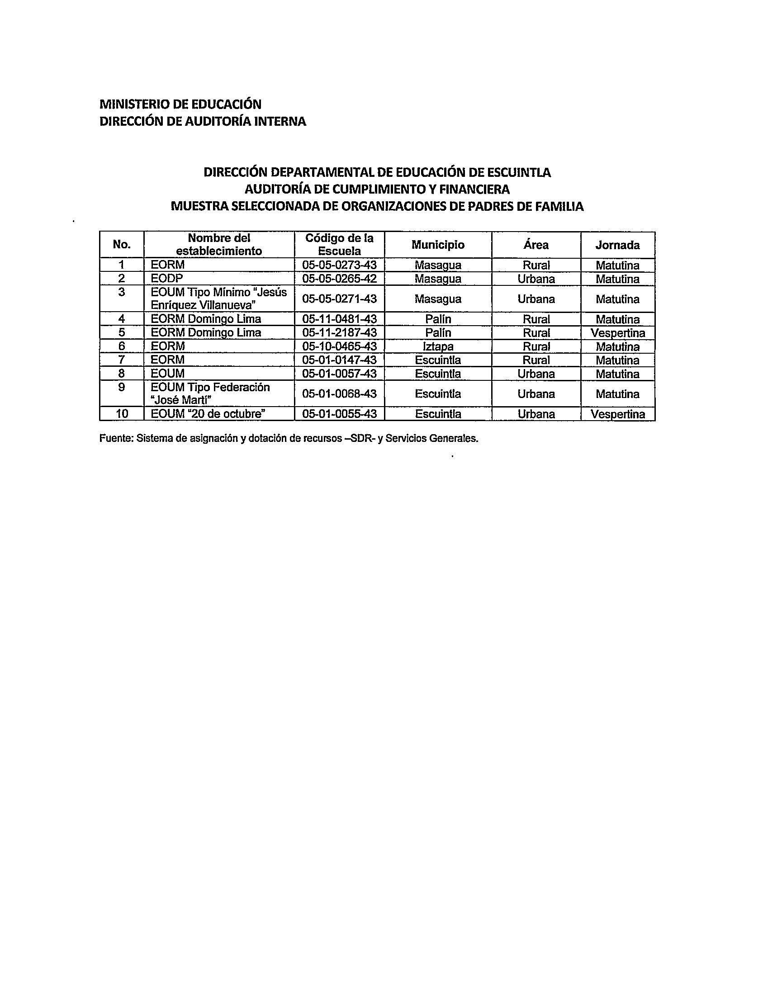 MINISTERIO DE EDUCACIÓN
DIRECCIÓN DE AUDITORÍA INTERNA
DIRECCIÓN DEPARTAMENTAL DE EDUCACIÓN DE ESCUINTLA
AUDITORÍA DE CUMPLIMIENTO Y FINANCIERA
MUESTRA SELECCIONADA DE ORGANIZACIONES DE PADRES DE FAMILIA
No. Nombre del establecimiento Código de la Escuela Municipio Área Jornada
1 EORM 05-05-0273-43 Masagua Rural Matutina
2 EODP 05-05-0265-42 Masagua Urbana Matutina
3 EOUM Tipo Mínimo “Jesús Enríquez Villanueva” 05-05-0271-43 Masagua Urbana Matutina
4 EORM Domingo Lima 05-11-0481-43 Palín Rural Matutina
5 EORM Domingo Lima 05-11-2187-43 Palín Rural Vespertina
6 EORM 05-10-0465-43 Iztapa Rural Matutina
7 EORM 05-01-0147-43 Escuintla Rural Matutina
8 EOUM 05-01-0057-43 Escuintla Urbana Matutina
9 EOUM Tipo Federación “José Martí” 05-01-0068-43 Escuintla Urbana Matutina
10 EOUM “20 de octubre” 05-01-0055-43 Escuintla Urbana Vespertina
Fuente: Sistema de asignación y dotación de recursos –SDR- y Servicios Generales.